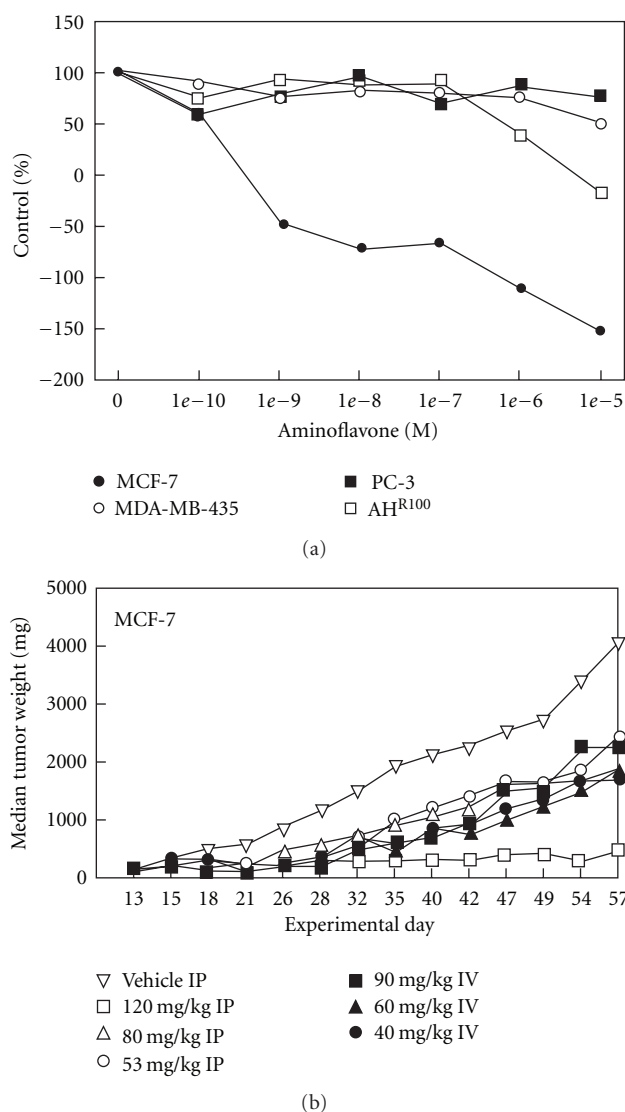 150
100
50
0
−50
−100
−150
−200
Control (%)
0 1e−10 1e−9 1e−8 1e−7 1e−6 1e−5
Aminoflavone (M)
MCF-7 PC-3
MDA-MB-435 AH^R100
(a)
5000
4000
3000
2000
1000
0
Median tumor weight (mg)
MCF-7
13 15 18 21 26 28 32 35 40 42 47 49 54 57
Experimental day
Vehicle IP 90 mg/kg IV
120 mg/kg IP 60 mg/kg IV
80 mg/kg IP 40 mg/kg IV
53 mg/kg IP
(b)